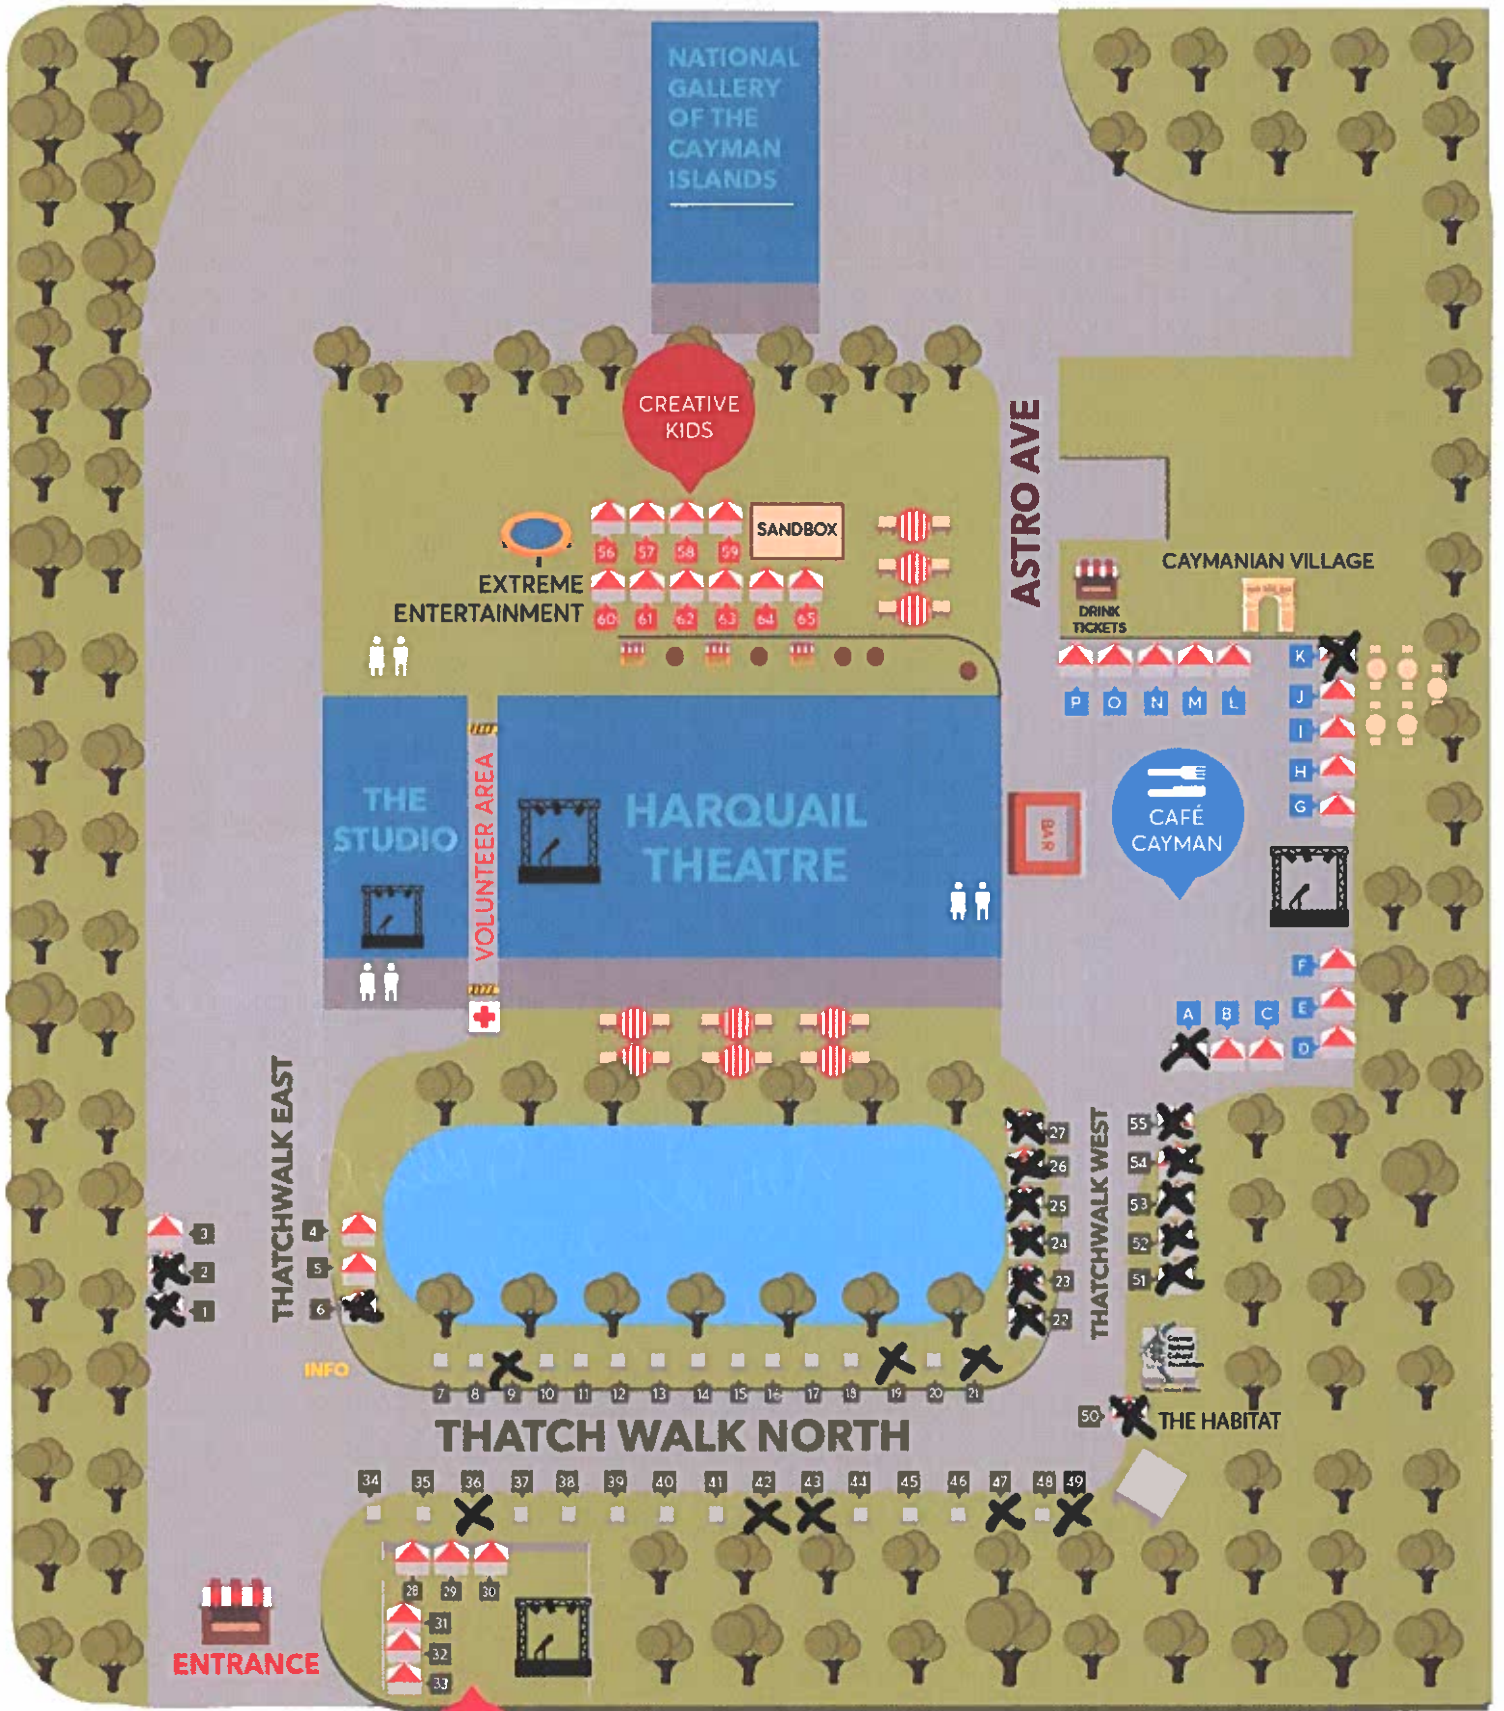 NATIONAL
GALLERY
OF THE
CAYMAN
ISLANDS
CREATIVE
KIDS
ASTRO AVE
SANDBOX
56 57 58 59
EXTREME
ENTERTAINMENT
60 61 62 63 64 65
CAYMANIAN VILLAGE
DRINK
TICKETS
P O N M L
K
J
I
H
G
THE
STUDIO
VOLUNTEER AREA
HARQUAIL
THEATRE
BAR
CAFÉ
CAYMAN
F
E
D
A B C
THATCHWALK EAST
3
2
1
4
5
6
27
26
25
24
23
22
THATCHWALK WEST
55
54
53
52
51
Cayman
National
Cultural
Foundation
INFO
7 8 9 10 11 12 13 14 15 16 17 18 19 20 21
THATCH WALK NORTH
50 THE HABITAT
34 35 36 37 38 39 40 41 42 43 44 45 46 47 48 49
28 29 30
31
32
33
ENTRANCE